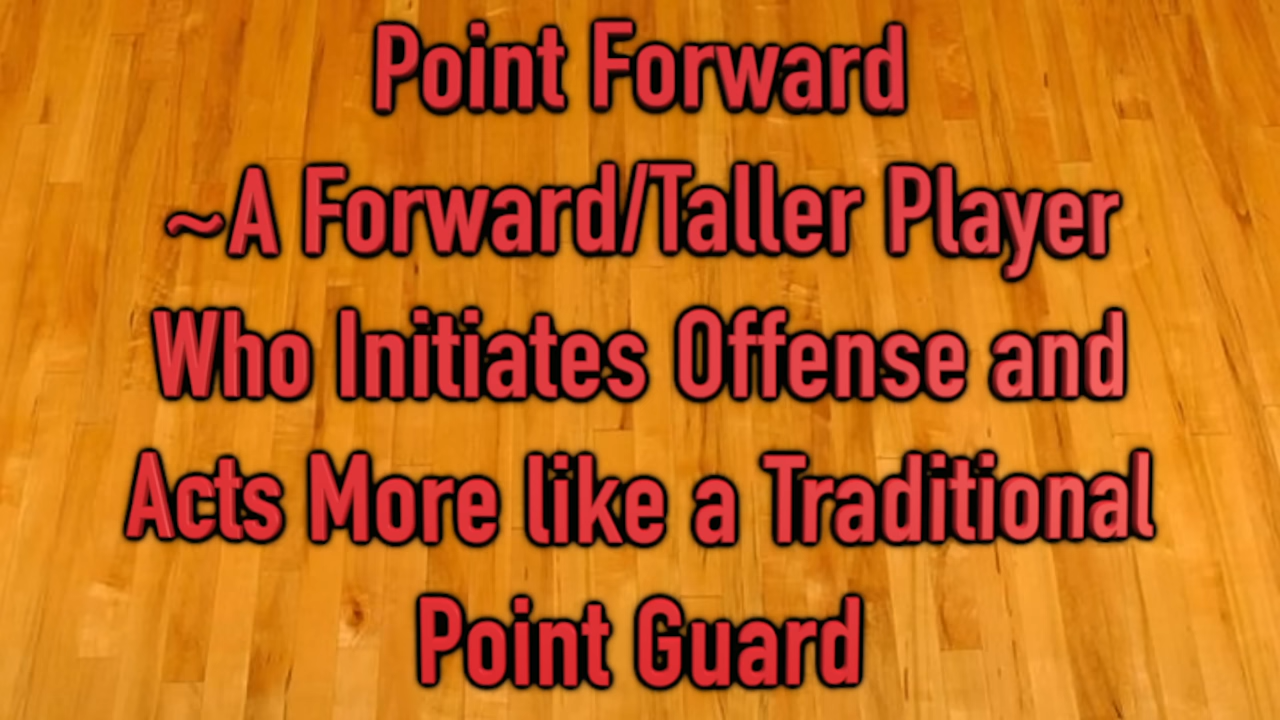 Point Forward
~A Forward/Taller Player
Who Initiates Offense and
Acts More like a Traditional
Point Guard